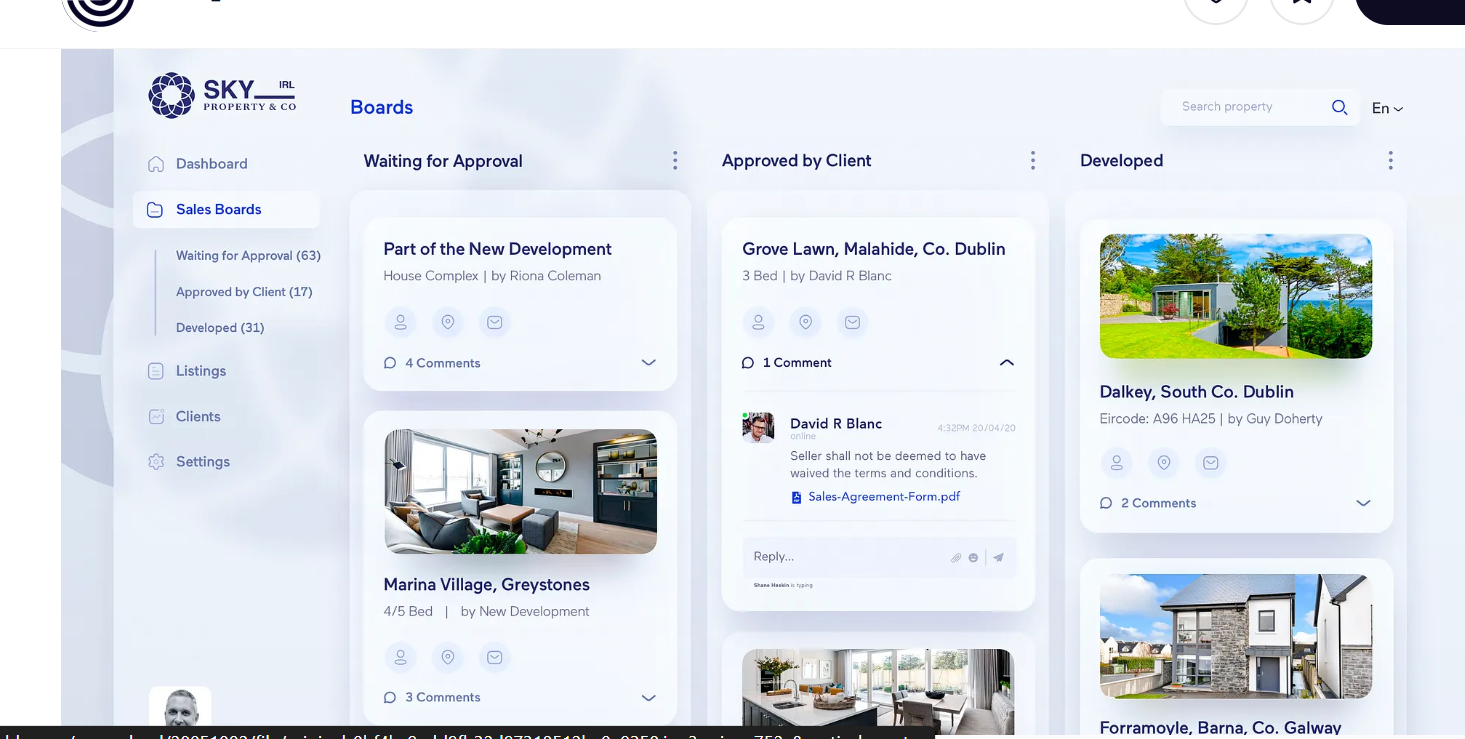 SKY IRL
PROPERTY & CO
Boards
Search property
En
Dashboard
Sales Boards
Waiting for Approval (63)
Approved by Client (17)
Developed (31)
Listings
Clients
Settings
Waiting for Approval
Part of the New Development
House Complex | by Riona Coleman
4 Comments
Marina Village, Greystones
4/5 Bed | by New Development
3 Comments
Approved by Client
Grove Lawn, Malahide, Co. Dublin
3 Bed | by David R Blanc
1 Comment
David R Blanc
online
4:32PM 20/04/20
Seller shall not be deemed to have
waived the terms and conditions.
Sales-Agreement-Form.pdf
Reply...
Shane Haskin is typing
Developed
Dalkey, South Co. Dublin
Eircode: A96 HA25 | by Guy Doherty
2 Comments
Forramoyle, Barna, Co. Galway